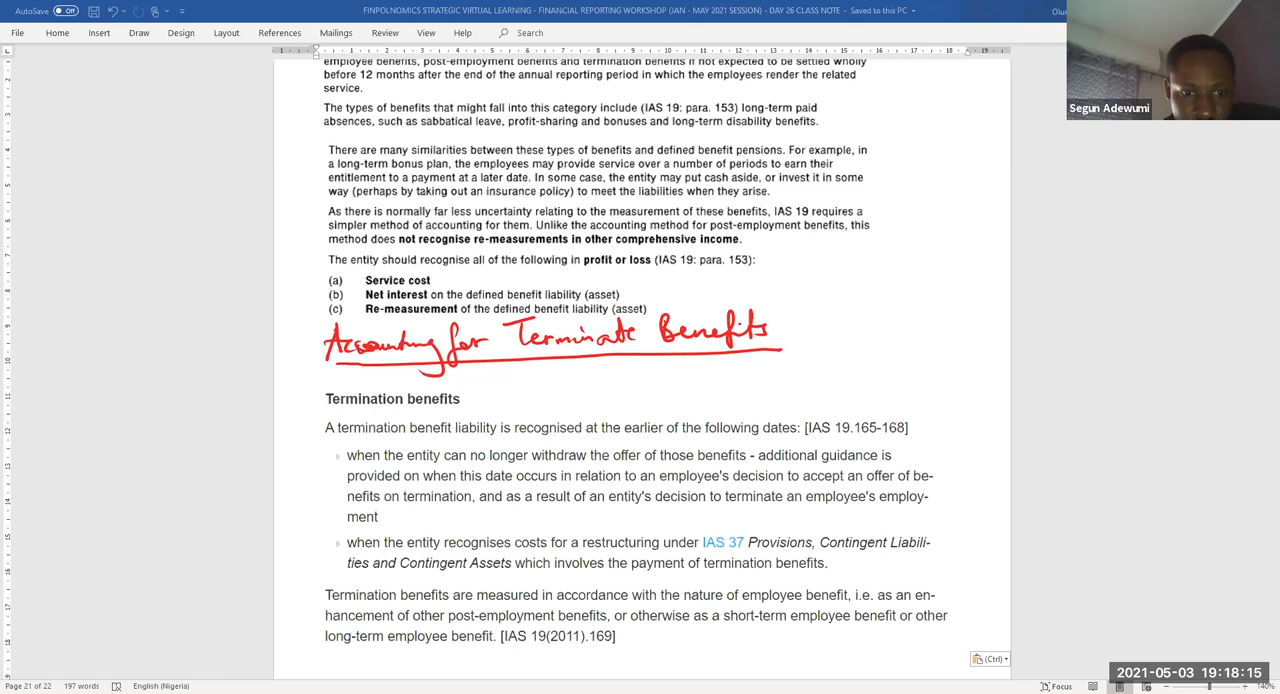 AutoSave Off
FINPOLNOMICS STRATEGIC VIRTUAL LEARNING - FINANCIAL REPORTING WORKSHOP (JAN - MAY 2021 SESSION) - DAY 26 CLASS NOTE - Saved to this PC
File Home Insert Draw Design Layout References Mailings Review View Help Search
Segun Adewumi
employee benefits, post-employment benefits and termination benefits if not expected to be settled wholly
before 12 months after the end of the annual reporting period in which the employees render the related
service.
The types of benefits that might fall into this category include (IAS 19: para. 153) long-term paid
absences, such as sabbatical leave, profit-sharing and bonuses and long-term disability benefits.
There are many similarities between these types of benefits and defined benefit pensions. For example, in
a long-term bonus plan, the employees may provide service over a number of periods to earn their
entitlement to a payment at a later date. In some case, the entity may put cash aside, or invest it in some
way (perhaps by taking out an insurance policy) to meet the liabilities when they arise.
As there is normally far less uncertainty relating to the measurement of these benefits, IAS 19 requires a
simpler method of accounting for them. Unlike the accounting method for post-employment benefits, this
method does not recognise re-measurements in other comprehensive income.
The entity should recognise all of the following in profit or loss (IAS 19: para. 153):
(a) Service cost
(b) Net interest on the defined benefit liability (asset)
(c) Re-measurement of the defined benefit liability (asset)
Accounting for Terminate Benefits
Termination benefits
A termination benefit liability is recognised at the earlier of the following dates: [IAS 19.165-168]
when the entity can no longer withdraw the offer of those benefits - additional guidance is
provided on when this date occurs in relation to an employee's decision to accept an offer of be-
nefits on termination, and as a result of an entity's decision to terminate an employee's employ-
ment
when the entity recognises costs for a restructuring under IAS 37 Provisions, Contingent Liabili-
ties and Contingent Assets which involves the payment of termination benefits.
Termination benefits are measured in accordance with the nature of employee benefit, i.e. as an en-
hancement of other post-employment benefits, or otherwise as a short-term employee benefit or other
long-term employee benefit. [IAS 19(2011).169]
(Ctrl)
2021-05-03 19:18:15
Page 21 of 22 197 words English (Nigeria) Focus 140%